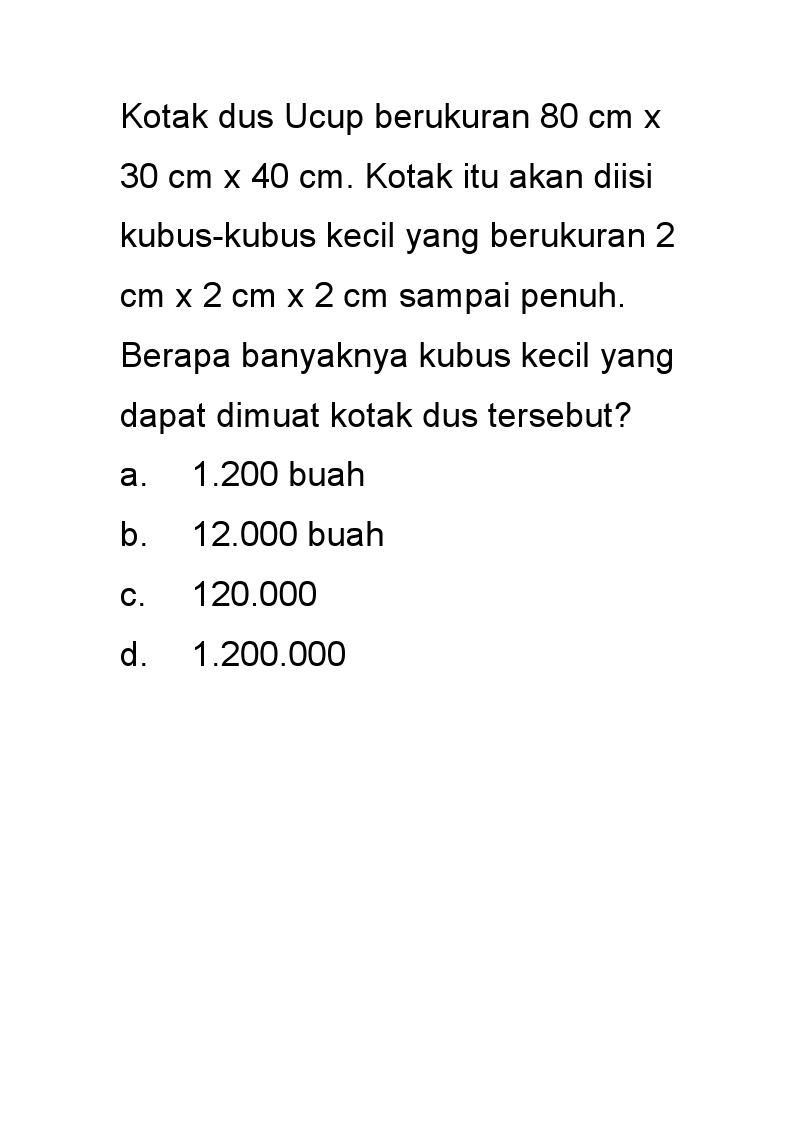 Kotak dus Ucup berukuran 80 cm x
30 cm x 40 cm. Kotak itu akan diisi
kubus-kubus kecil yang berukuran 2
cm x 2 cm x 2 cm sampai penuh.
Berapa banyaknya kubus kecil yang
dapat dimuat kotak dus tersebut?
a. 1.200 buah
b. 12.000 buah
c. 120.000
d. 1.200.000